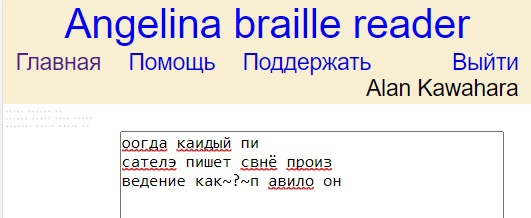 Angelina braille reader
Главная Помощь Поддержать Выйти
Alan Kawahara
оогда каидый пи
сателэ пишет свнё произ
ведение как~?~п авило он